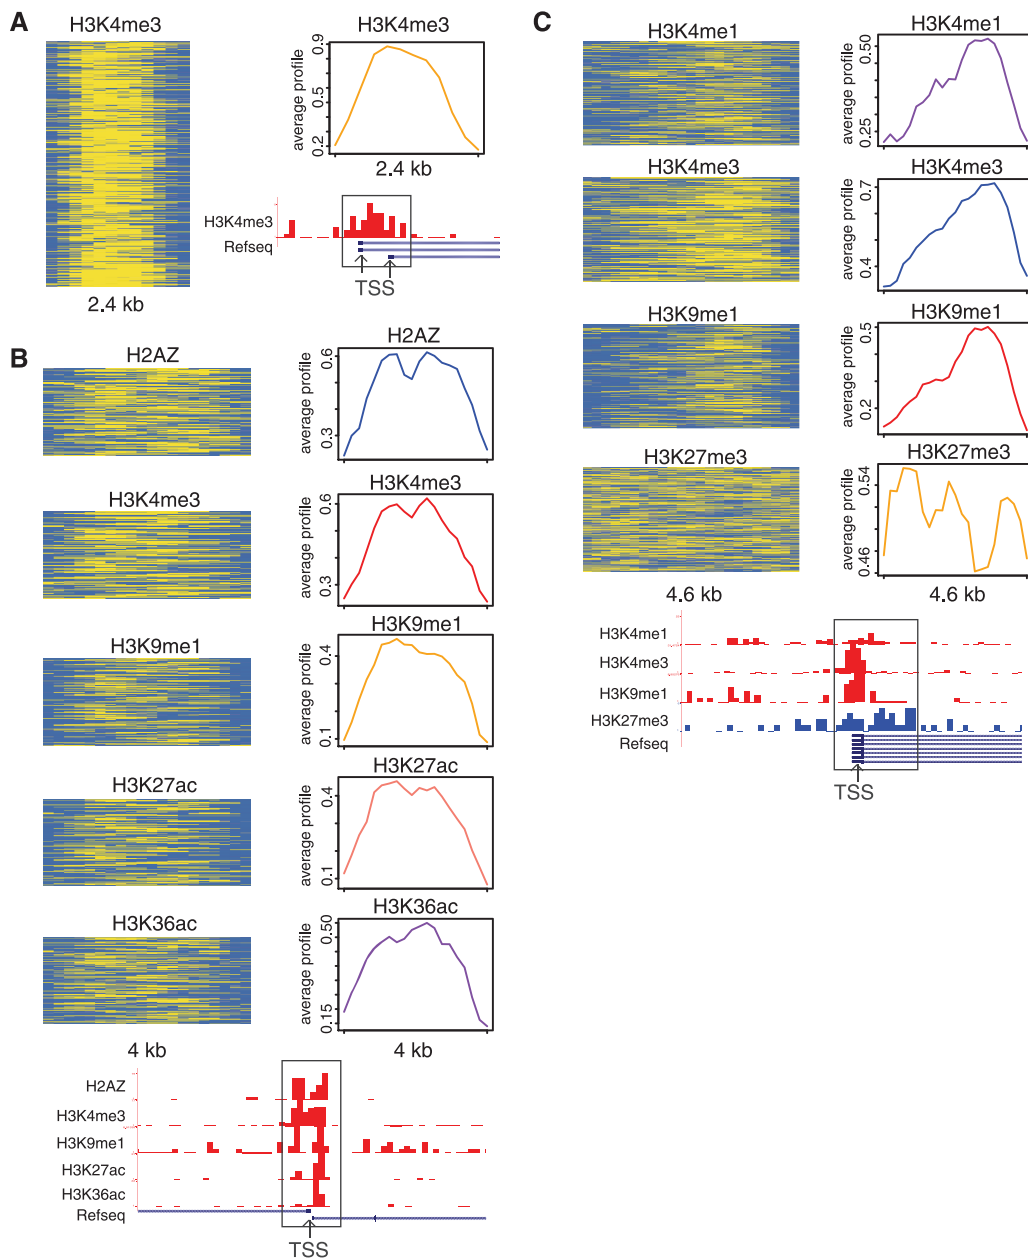 A
H3K4me3
2.4 kb
H3K4me3
average profile
0.2
0.5
0.9
2.4 kb
H3K4me3
Refseq
TSS
B
H2AZ
H2AZ
average profile
0.3
0.6
H3K4me3
H3K4me3
average profile
0.3
0.6
H3K9me1
H3K9me1
average profile
0.1
0.4
H3K27ac
H3K27ac
average profile
0.1
0.4
H3K36ac
H3K36ac
average profile
0.15
0.50
4 kb
4 kb
H2AZ
H3K4me3
H3K9me1
H3K27ac
H3K36ac
Refseq
TSS
C
H3K4me1
H3K4me1
average profile
0.25
0.50
H3K4me3
H3K4me3
average profile
0.4
0.7
H3K9me1
H3K9me1
average profile
0.2
0.5
H3K27me3
H3K27me3
average profile
0.46
0.54
4.6 kb
4.6 kb
H3K4me1
H3K4me3
H3K9me1
H3K27me3
Refseq
TSS